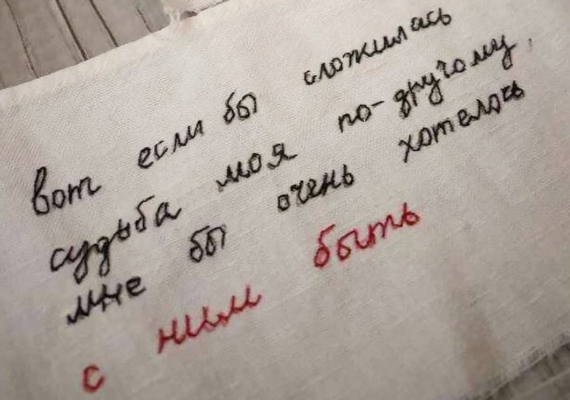 вот если бы сложилась
судьба моя по-другому,
мне бы очень хотелось
с ним быть